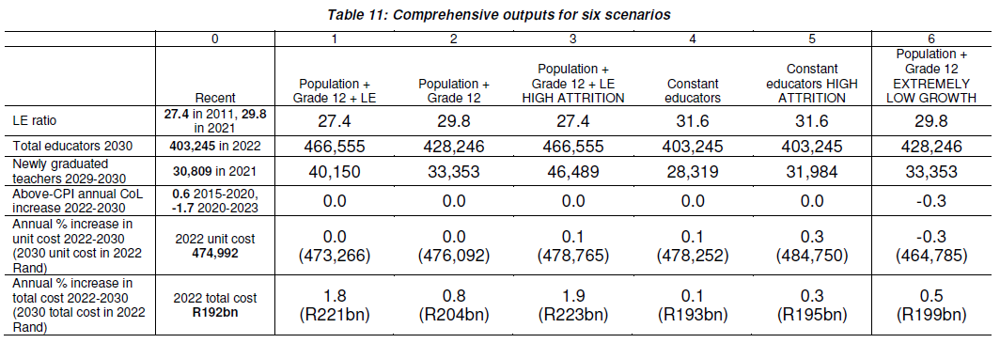 Table 11: Comprehensive outputs for six scenarios
0 1 2 3 4 5 6
Recent
Population +
Grade 12 + LE
Population +
Grade 12
Population +
Grade 12 + LE
HIGH ATTRITION
Constant
educators
Constant
educators HIGH
ATTRITION
Population +
Grade 12
EXTREMELY
LOW GROWTH
LE ratio
27.4 in 2011, 29.8
in 2021
27.4 29.8 27.4 31.6 31.6 29.8
Total educators 2030
403,245 in 2022
466,555 428,246 466,555 403,245 403,245 428,246
Newly graduated
teachers 2029-2030
30,809 in 2021
40,150 33,353 46,489 28,319 31,984 33,353
Above-CPI annual CoL
increase 2022-2030
0.6 2015-2020,
-1.7 2020-2023
0.0 0.0 0.0 0.0 0.0 -0.3
Annual % increase in
unit cost 2022-2030
(2030 unit cost in 2022
Rand)
2022 unit cost
474,992
0.0 0.0 0.1 0.1 0.3 -0.3
(473,266) (476,092) (478,765) (478,252) (484,750) (464,785)
Annual % increase in
total cost 2022-2030
(2030 total cost in 2022
Rand)
2022 total cost
R192bn
1.8 0.8 1.9 0.1 0.3 0.5
(R221bn) (R204bn) (R223bn) (R193bn) (R195bn) (R199bn)